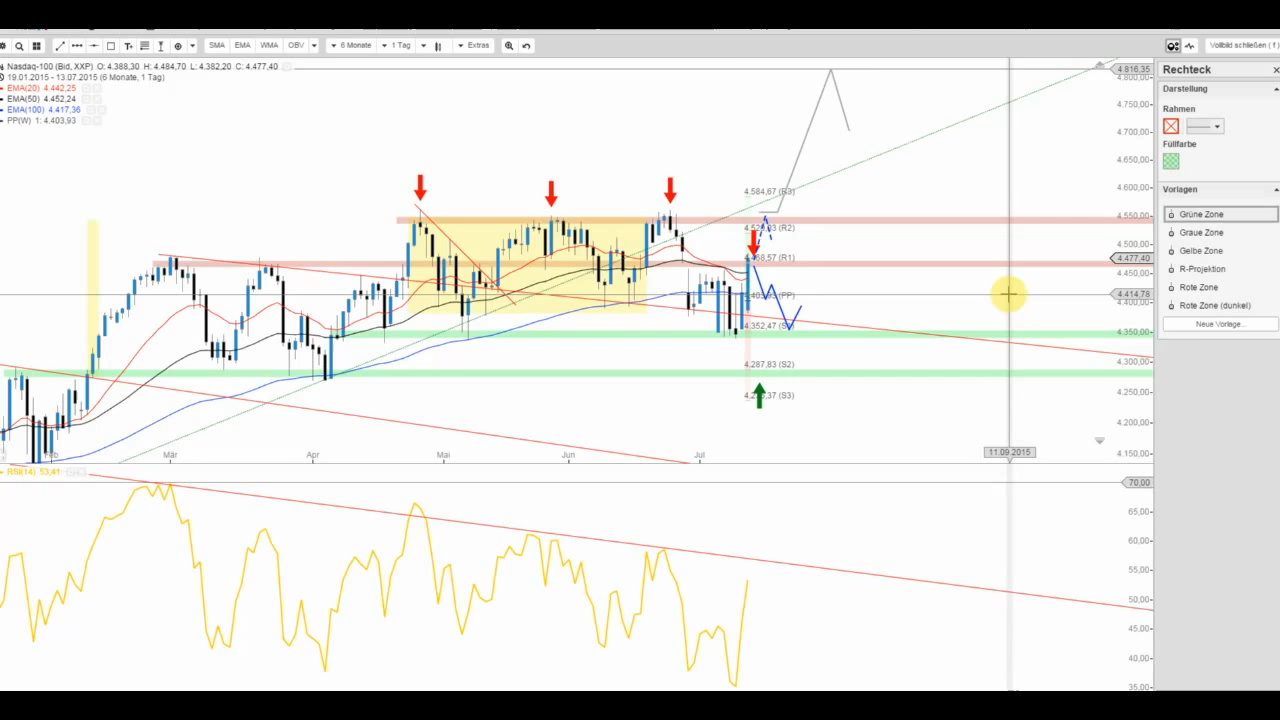 SMA EMA WMA OBV 6 Monate 1 Tag Extras Vollbild schließen ( f )
Nasdaq-100 (Bid, XXP) O: 4.388,30 H: 4.484,70 L: 4.382,20 C: 4.477,40
19.01.2015 - 13.07.2015 (6 Monate, 1 Tag)
EMA(20) 4.442,25
EMA(50) 4.452,24
EMA(100) 4.417,36
PP(W) 1: 4.403,93
4.816,35
4.800,00
4.750,00
4.700,00
4.650,00
4.600,00
4.550,00
4.500,00
4.477,40
4.450,00
4.414,78
4.400,00
4.350,00
4.300,00
4.250,00
4.200,00
4.150,00
4.584,67 (R3)
(R2)
(R1)
(PP)
4.352,47
4.287,83 (S2)
(S3)
Mär Apr Mai Jun Jul
11.09.2015
RSI(14) 53,41
70,00
65,00
60,00
55,00
50,00
45,00
40,00
35,00
Rechteck
Darstellung
Rahmen
Füllfarbe
Vorlagen
Grüne Zone
Graue Zone
Gelbe Zone
R-Projektion
Rote Zone
Rote Zone (dunkel)
Neue Vorlage...